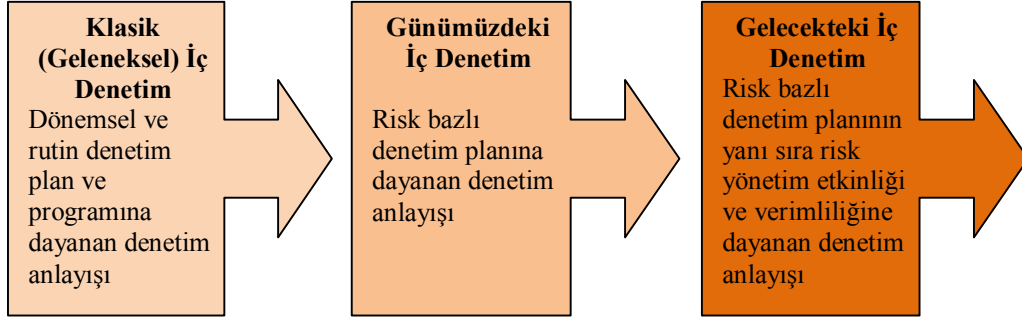 Klasik
(Geleneksel) İç
Denetim
Dönemsel ve
rutin denetim
plan ve
programına
dayanan denetim
anlayışı
Günümüzdeki
İç Denetim
Risk bazlı
denetim planına
dayanan denetim
anlayışı
Gelecekteki İç
Denetim
Risk bazlı
denetim planının
yanı sıra risk
yönetim etkinliği
ve verimliliğine
dayanan denetim
anlayışı